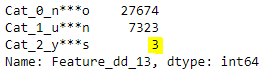 Cat_0_n***o    27674
Cat_1_u***n     7323
Cat_2_y***s        3
Name: Feature_dd_13, dtype: int64